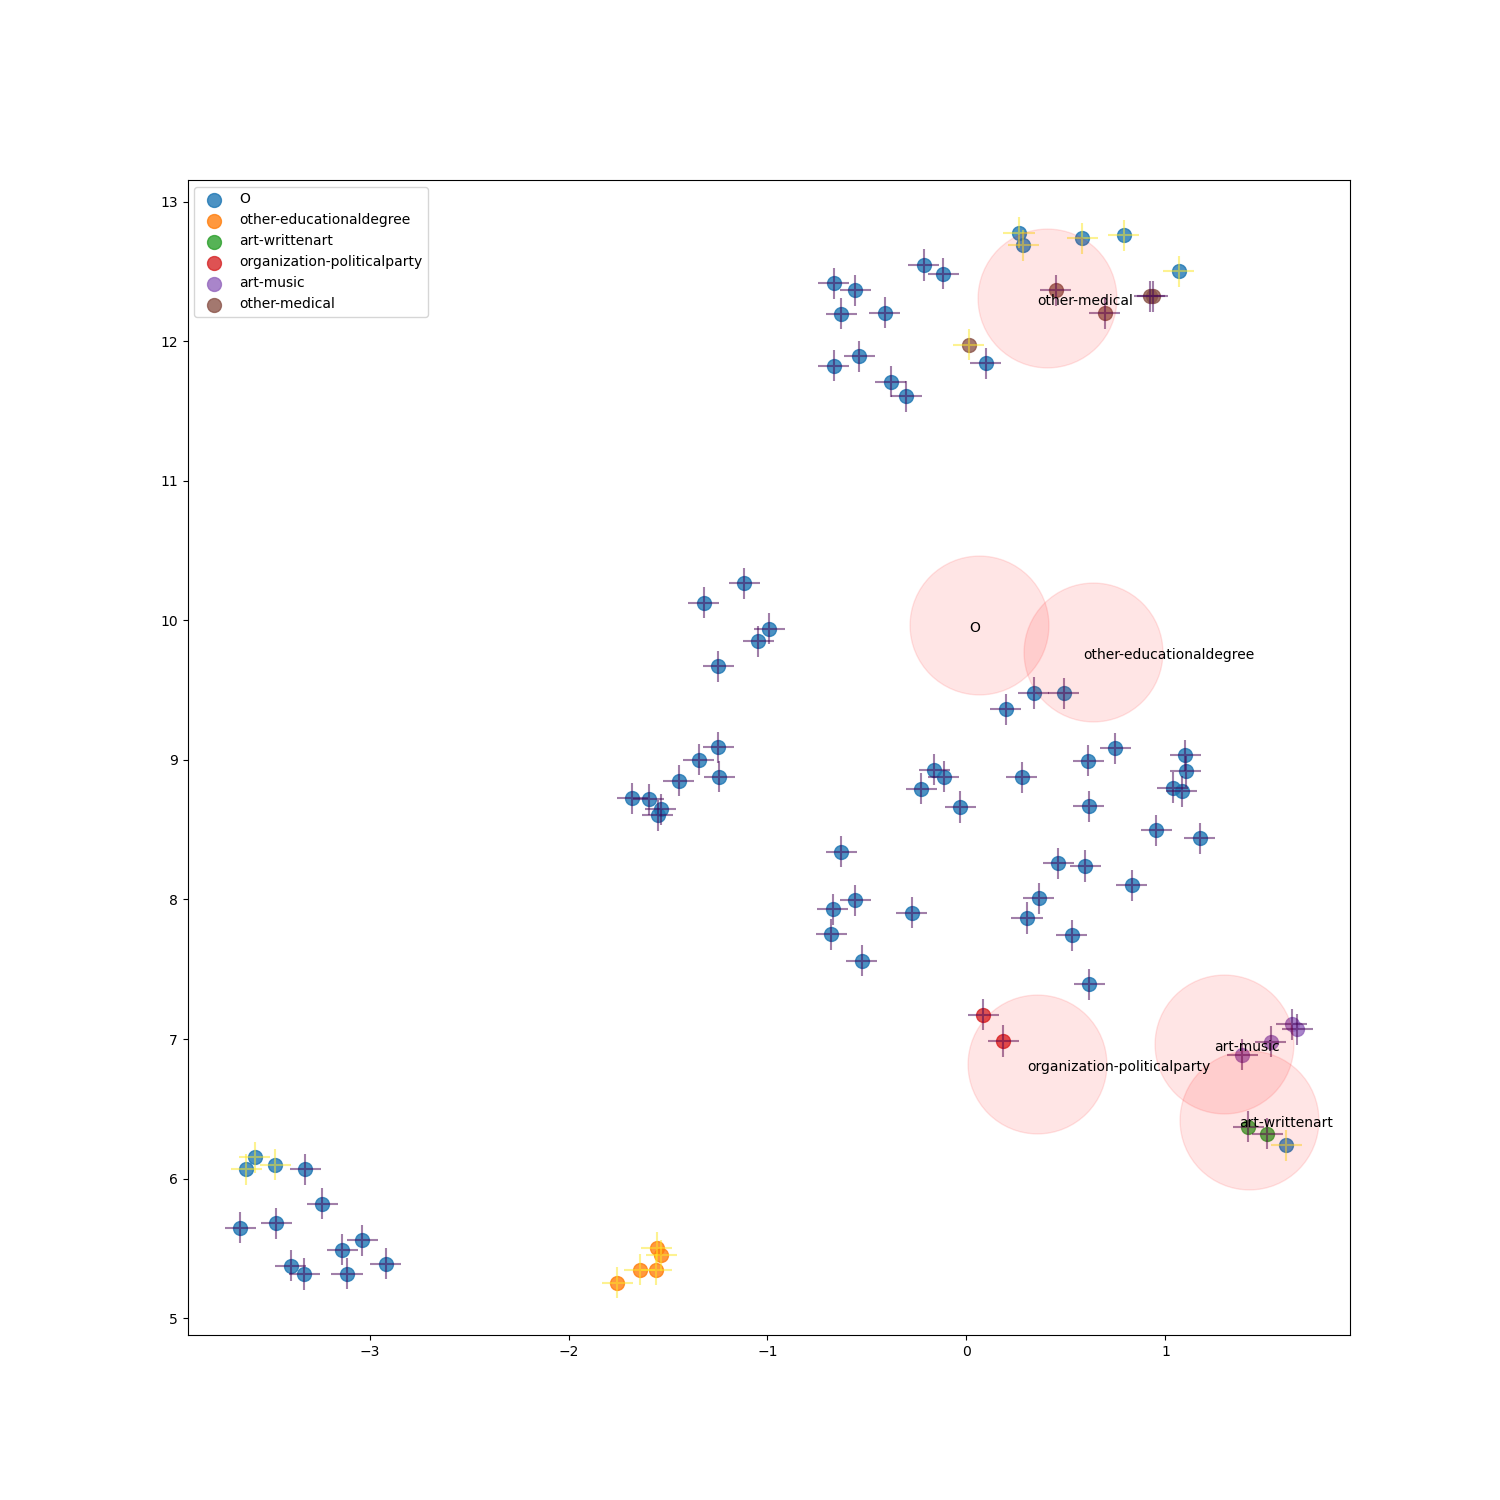 O
other-educationaldegree
art-writtenart
organization-politicalparty
art-music
other-medical
13
12
11
10
9
8
7
6
5
other-medical
O
other-educationaldegree
art-music
organization-politicalparty
art-writtenart
−3
−2
−1
0
1